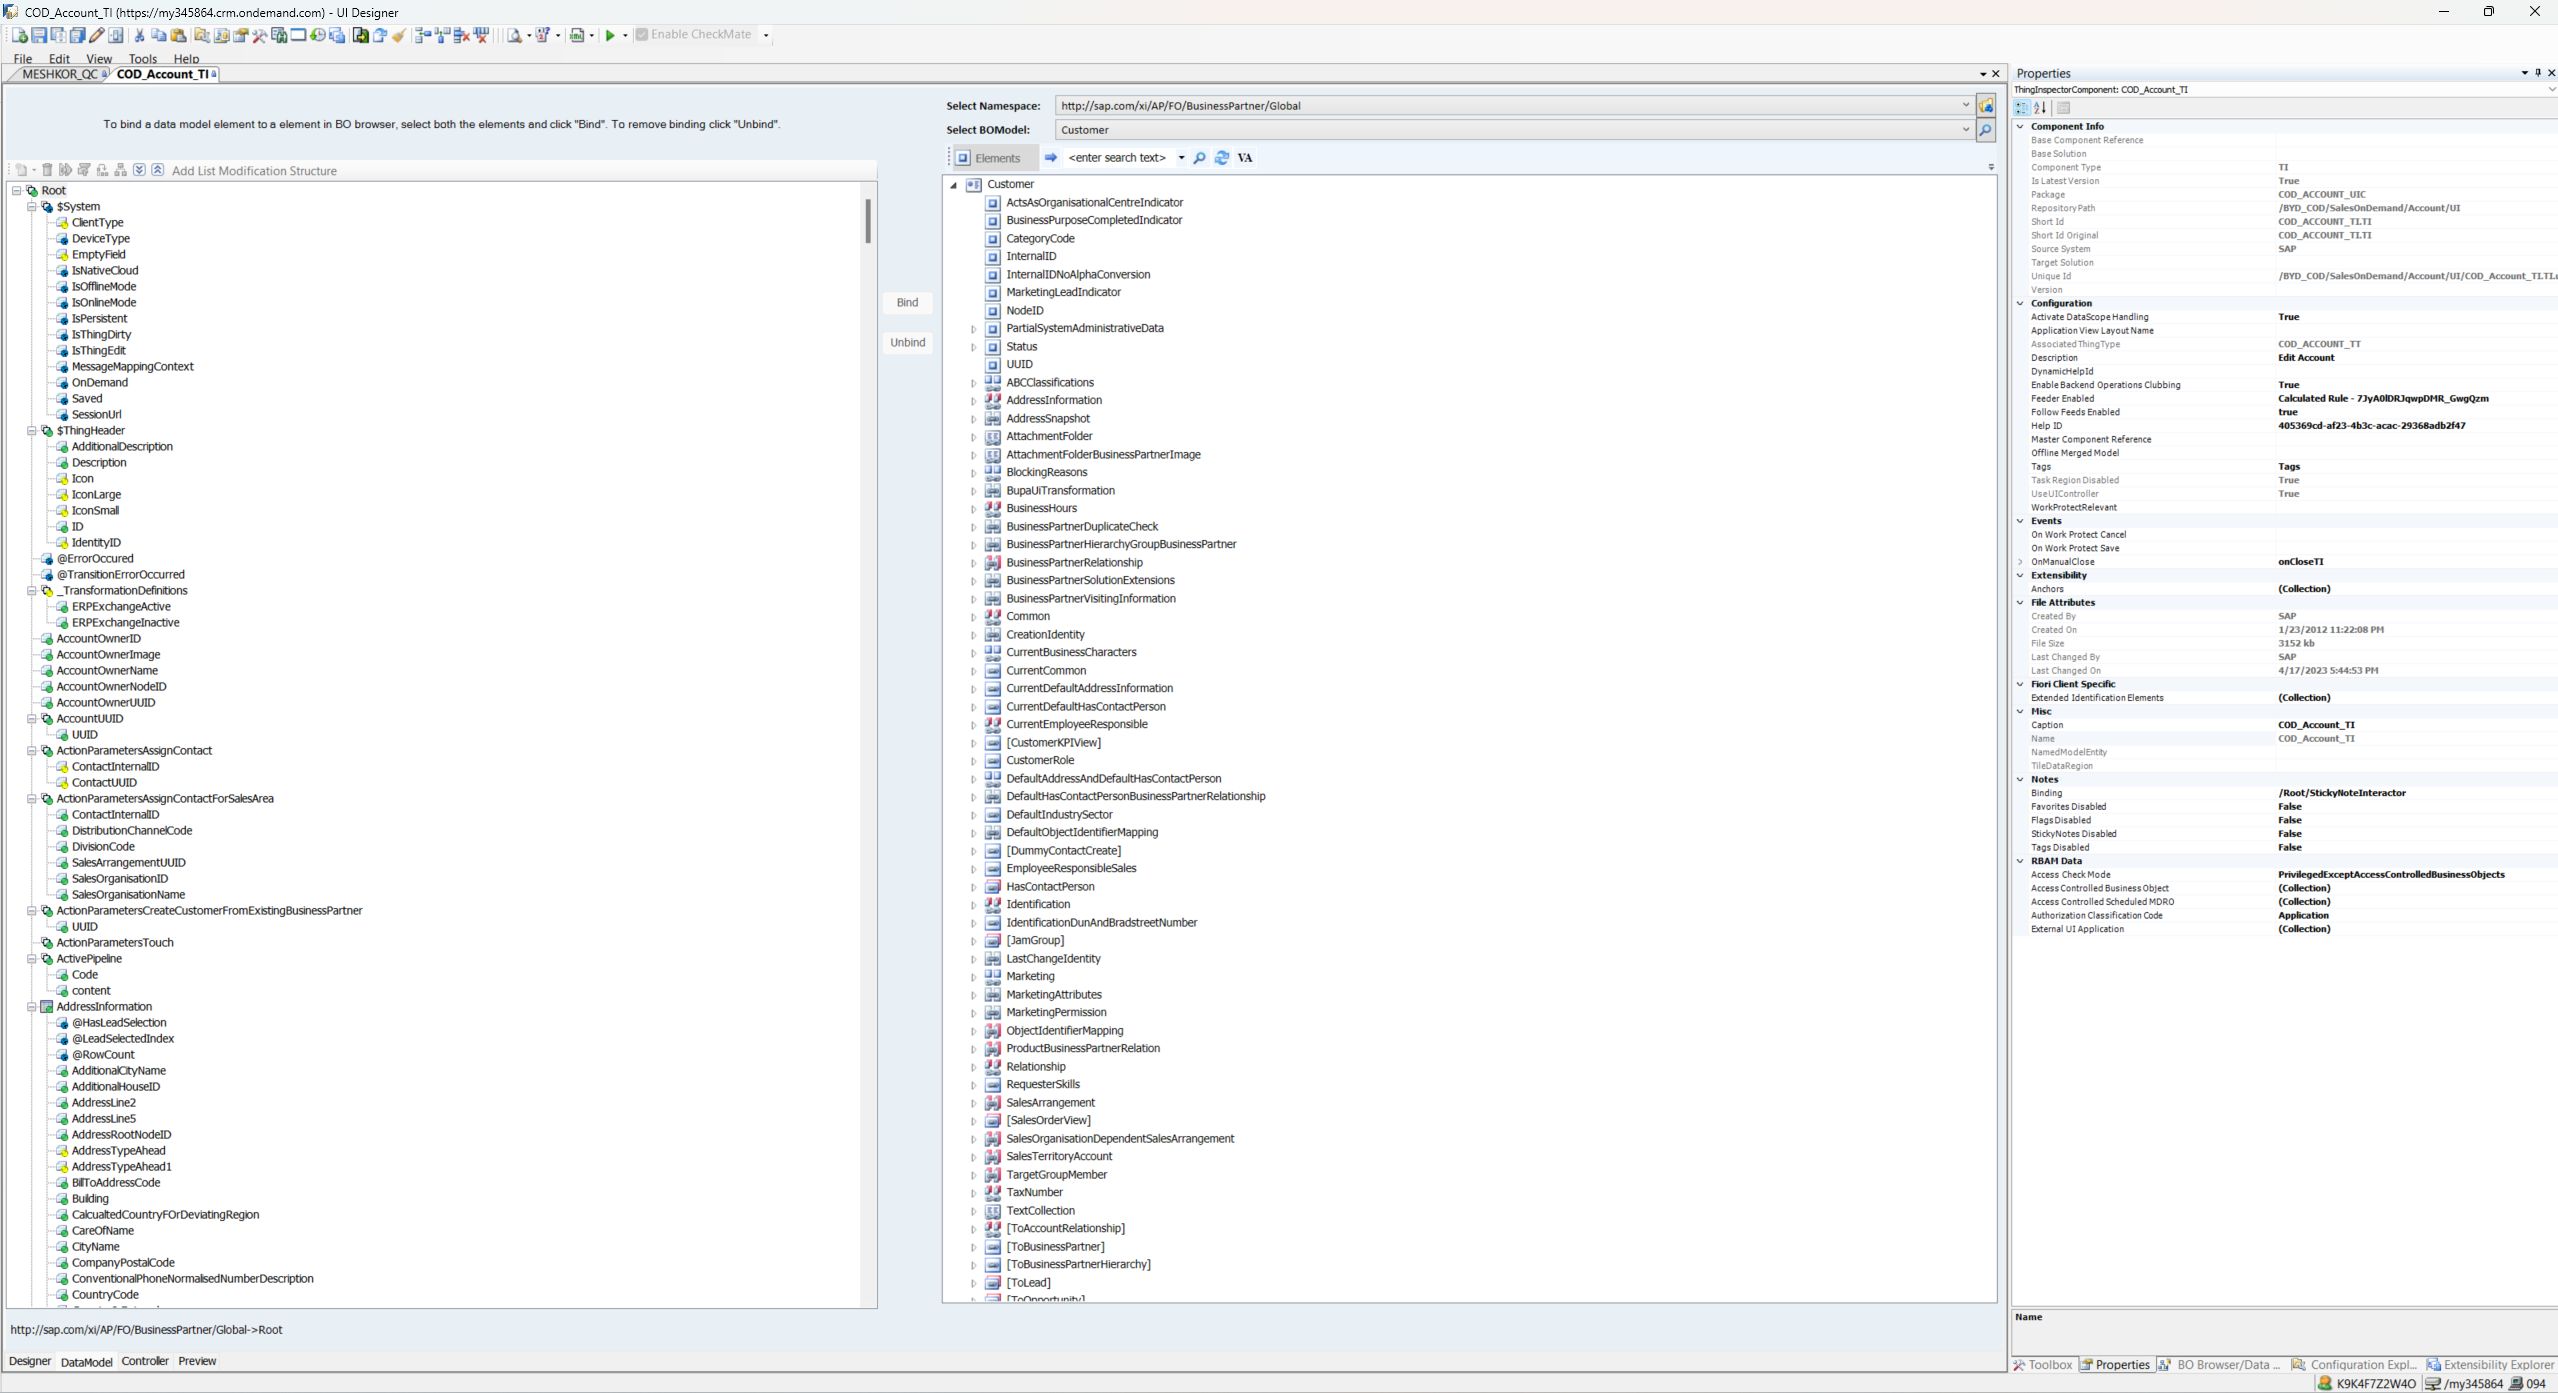 COD_Account_TI (https://my345864.crm.ondemand.com) - UI Designer
Enable CheckMate
File Edit View Tools Help
MESHKOR_QC COD_Account_TI
To bind a data model element to a element in BO browser, select both the elements and click "Bind". To remove binding click "Unbind".
Add List Modification Structure
Root
$System
ClientType
DeviceType
EmptyField
IsNativeCloud
IsOfflineMode
IsOnlineMode
IsPersistent
IsThingDirty
IsThingEdit
MessageMappingContext
OnDemand
Saved
SessionUrl
$ThingHeader
AdditionalDescription
Description
Icon
IconLarge
IconSmall
ID
IdentityID
@ErrorOccured
@TransitionErrorOccurred
_TransformationDefinitions
ERPExchangeActive
ERPExchangeInactive
AccountOwnerID
AccountOwnerImage
AccountOwnerName
AccountOwnerNodeID
AccountOwnerUUID
AccountUUID
UUID
ActionParametersAssignContact
ContactInternalID
ContactUUID
ActionParametersAssignContactForSalesArea
ContactInternalID
DistributionChannelCode
DivisionCode
SalesArrangementUUID
SalesOrganisationID
SalesOrganisationName
ActionParametersCreateCustomerFromExistingBusinessPartner
UUID
ActionParametersTouch
ActivePipeline
Code
content
AddressInformation
@HasLeadSelection
@LeadSelectedIndex
@RowCount
AdditionalCityName
AdditionalHouseID
AddressLine2
AddressLine5
AddressRootNodeID
AddressTypeAhead
AddressTypeAhead1
BillToAddressCode
Building
CalcualtedCountryFOrDeviatingRegion
CareOfName
CityName
CompanyPostalCode
ConventionalPhoneNormalisedNumberDescription
CountryCode
Bind
Unbind
Select Namespace: http://sap.com/xi/AP/FO/BusinessPartner/Global
Select BOModel: Customer
Elements <enter search text> VA
Customer
ActsAsOrganisationalCentreIndicator
BusinessPurposeCompletedIndicator
CategoryCode
InternalID
InternalIDNoAlphaConversion
MarketingLeadIndicator
NodeID
PartialSystemAdministrativeData
Status
UUID
ABCClassifications
AddressInformation
AddressSnapshot
AttachmentFolder
AttachmentFolderBusinessPartnerImage
BlockingReasons
BupaUiTransformation
BusinessHours
BusinessPartnerDuplicateCheck
BusinessPartnerHierarchyGroupBusinessPartner
BusinessPartnerRelationship
BusinessPartnerSolutionExtensions
BusinessPartnerVisitingInformation
Common
CreationIdentity
CurrentBusinessCharacters
CurrentCommon
CurrentDefaultAddressInformation
CurrentDefaultHasContactPerson
CurrentEmployeeResponsible
[CustomerKPIView]
CustomerRole
DefaultAddressAndDefaultHasContactPerson
DefaultHasContactPersonBusinessPartnerRelationship
DefaultIndustrySector
DefaultObjectIdentifierMapping
[DummyContactCreate]
EmployeeResponsibleSales
HasContactPerson
Identification
IdentificationDunAndBradstreetNumber
[JamGroup]
LastChangeIdentity
Marketing
MarketingAttributes
MarketingPermission
ObjectIdentifierMapping
ProductBusinessPartnerRelation
Relationship
RequesterSkills
SalesArrangement
[SalesOrderView]
SalesOrganisationDependentSalesArrangement
SalesTerritoryAccount
TargetGroupMember
TaxNumber
TextCollection
[ToAccountRelationship]
[ToBusinessPartner]
[ToBusinessPartnerHierarchy]
[ToLead]
[ToOpportunity]
http://sap.com/xi/AP/FO/BusinessPartner/Global->Root
Designer DataModel Controller Preview
Properties
ThingInspectorComponent: COD_Account_TI
Component Info
Base Component Reference
Base Solution
Component Type TI
Is Latest Version True
Package COD_ACCOUNT_UIC
Repository Path /BYD_COD/SalesOnDemand/Account/UI
Short Id COD_ACCOUNT_TI.TI
Short Id Original COD_ACCOUNT_TI.TI
Source System SAP
Target Solution
Unique Id /BYD_COD/SalesOnDemand/Account/UI/COD_Account_TI.TI.
Version
Configuration
Activate DataScope Handling True
Application View Layout Name
Associated ThingType COD_ACCOUNT_TT
Description Edit Account
DynamicHelpId
Enable Backend Operations Clubbing True
Feeder Enabled Calculated Rule - 7JyA0lDRJqwpDMR_GwgQzm
Follow Feeds Enabled true
Help ID 405369cd-af23-4b3c-acac-29368adb2f47
Master Component Reference
Offline Merged Model
Tags Tags
Task Region Disabled True
UseUIController True
WorkProtectRelevant
Events
On Work Protect Cancel
On Work Protect Save
OnManualClose onCloseTI
Extensibility
Anchors (Collection)
File Attributes
Created By SAP
Created On 1/23/2012 11:22:08 PM
File Size 3152 kb
Last Changed By SAP
Last Changed On 4/17/2023 5:44:53 PM
Fiori Client Specific
Extended Identification Elements (Collection)
Misc
Caption COD_Account_TI
Name COD_Account_TI
NamedModelEntity
TileDataRegion
Notes
Binding /Root/StickyNoteInteractor
Favorites Disabled False
Flags Disabled False
StickyNotes Disabled False
Tags Disabled False
RBAM Data
Access Check Mode PrivilegedExceptAccessControlledBusinessObjects
Access Controlled Business Object (Collection)
Access Controlled Scheduled MDRO (Collection)
Authorization Classification Code Application
External UI Application (Collection)
Name
Toolbox Properties BO Browser/Data ... Configuration Expl... Extensibility Explorer
K9K4F7Z2W4O /my345864 094